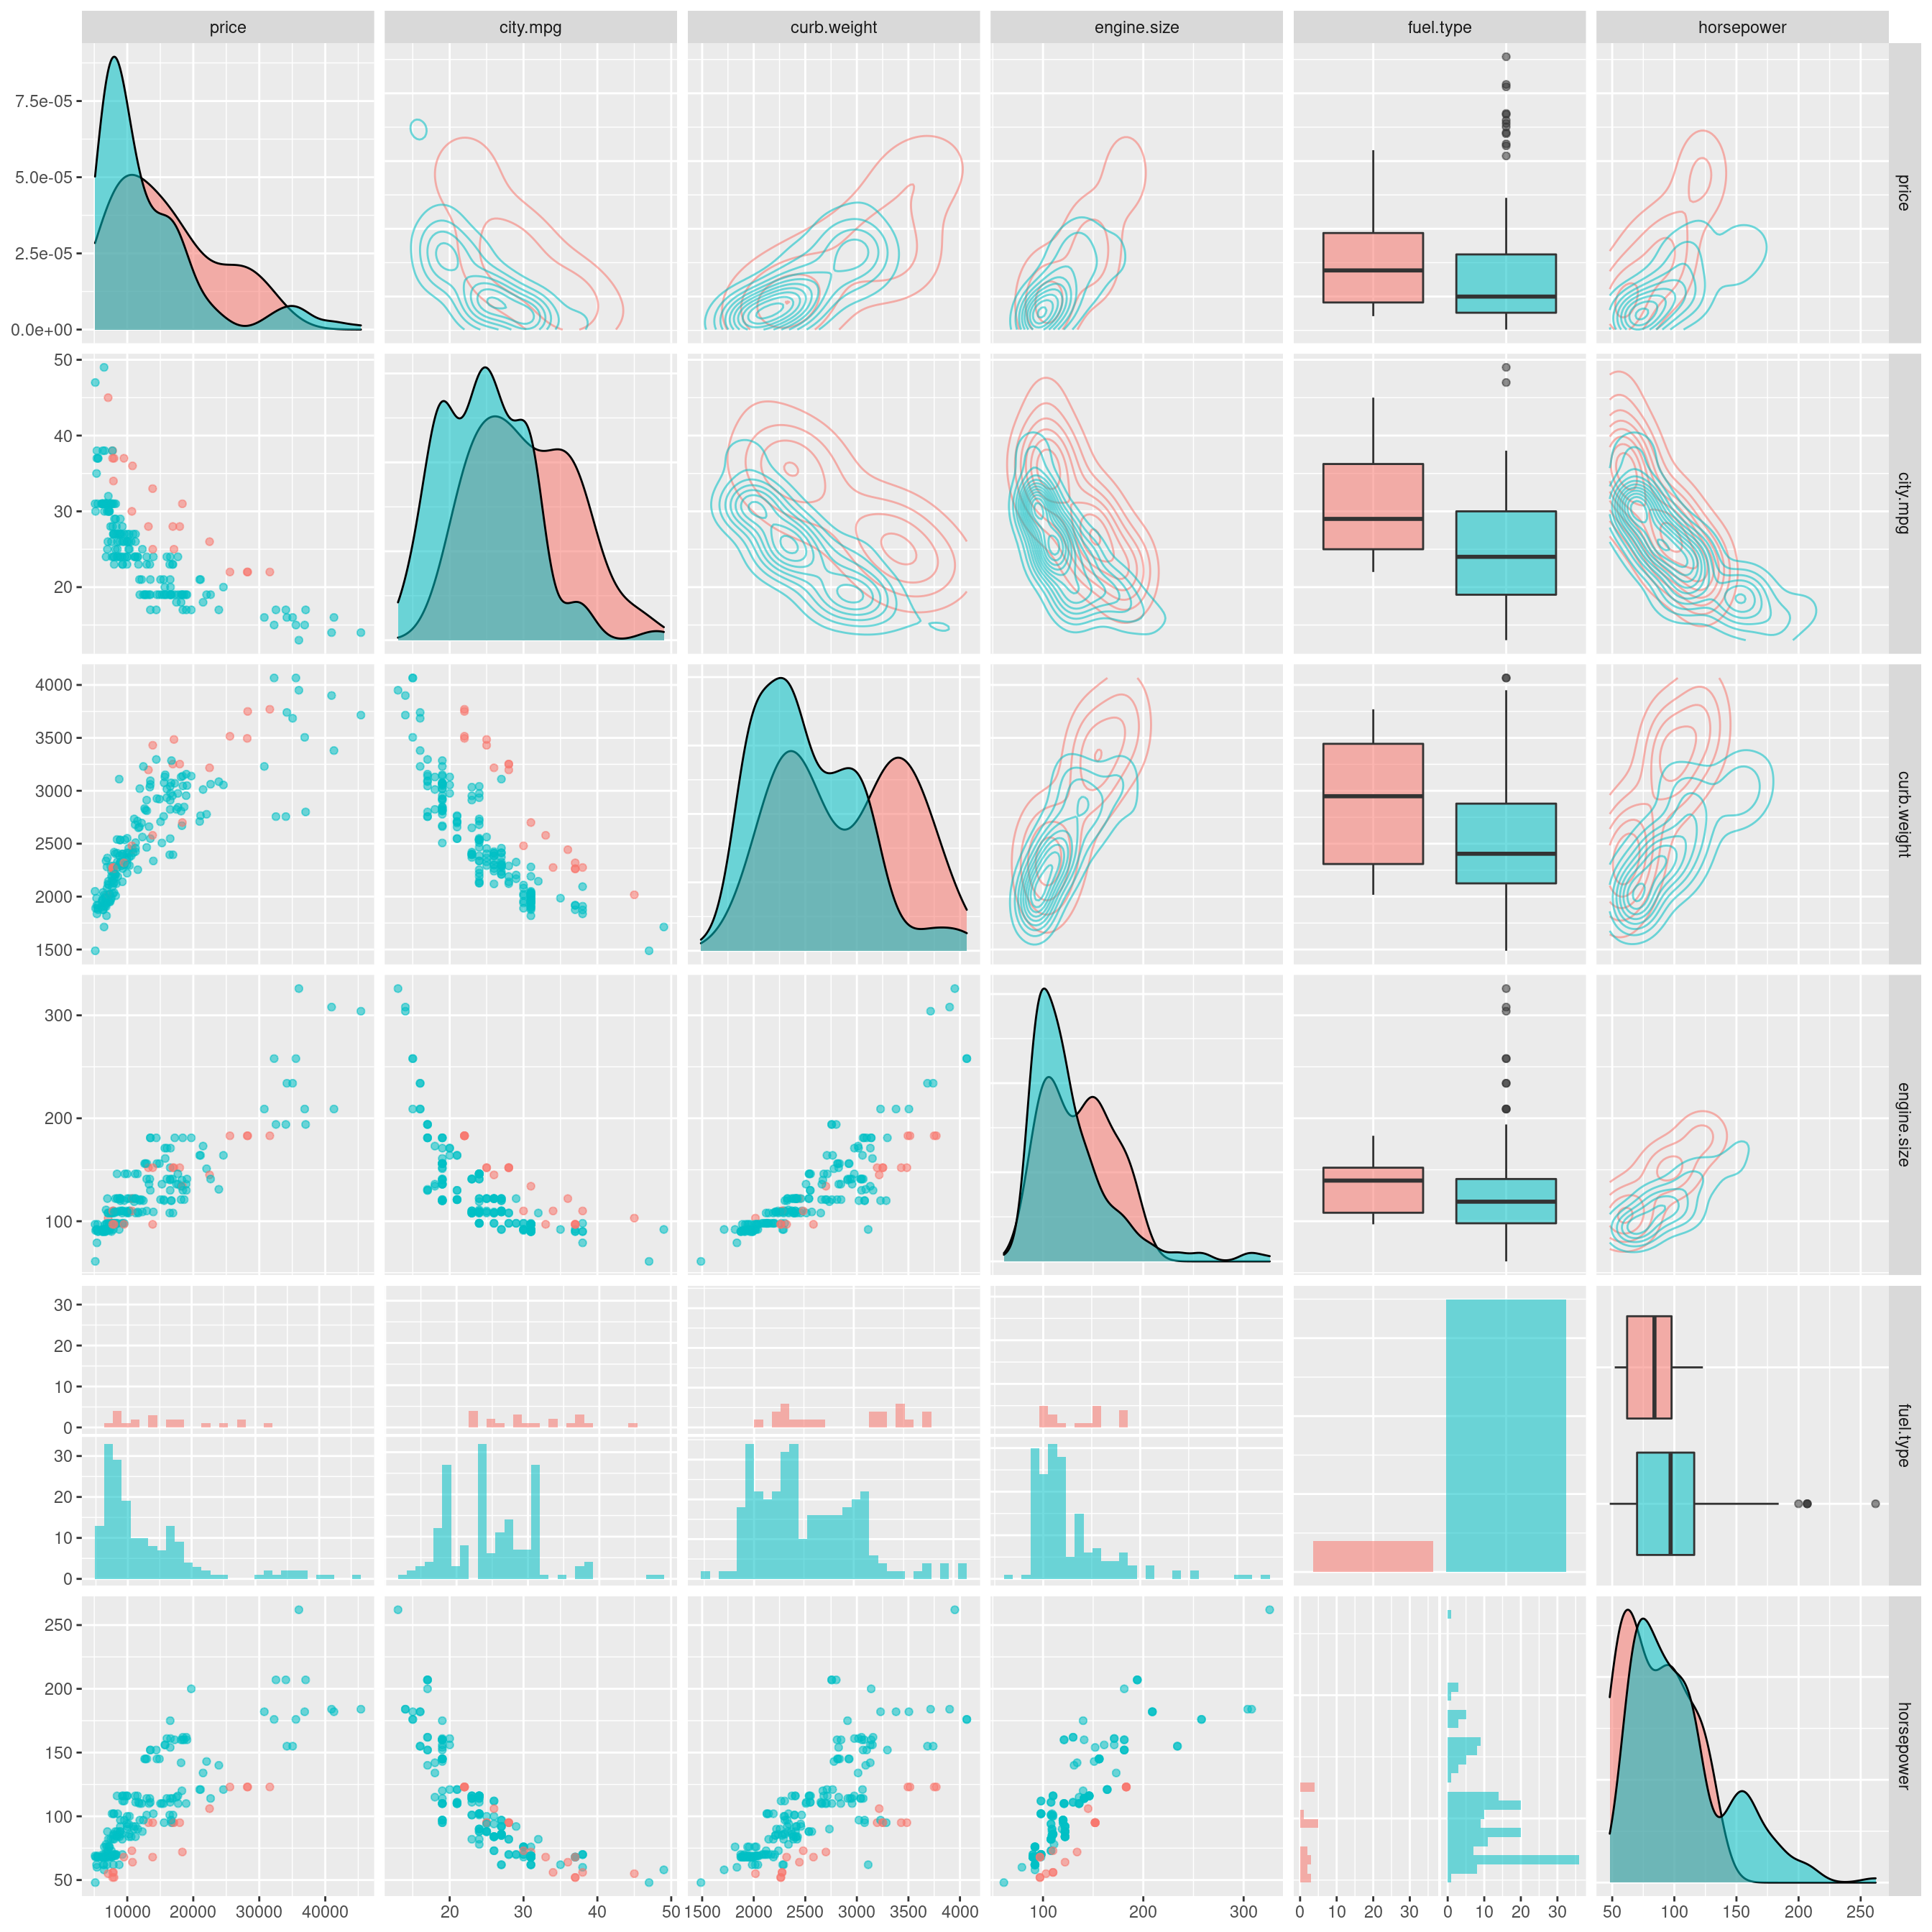 price city.mpg curb.weight engine.size fuel.type horsepower
7.5e-05
5.0e-05
2.5e-05
0.0e+00
price
50
40
30
20
city.mpg
4000
3500
3000
2500
2000
1500
curb.weight
300
200
100
engine.size
30
20
10
0
30
20
10
0
fuel.type
250
200
150
100
50
horsepower
10000 20000 30000 40000 20 30 40 50 1500 2000 2500 3000 3500 4000 100 200 300 0 10 20 30 0 10 20 30 50 100 150 200 250